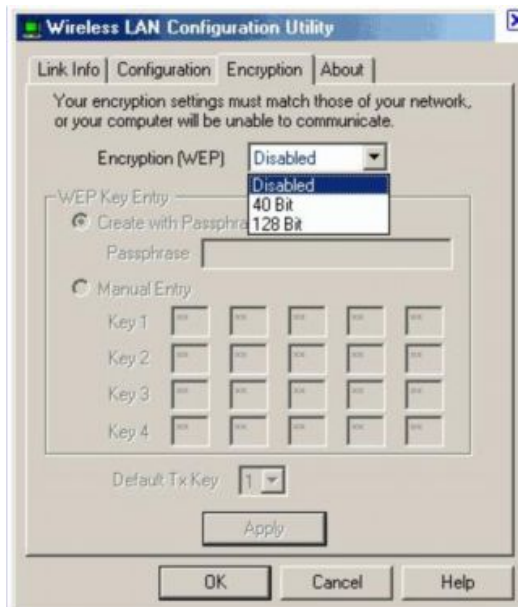 Wireless LAN Configuration Utility
Link Info Configuration Encryption About
Your encryption settings must match those of your network,
or your computer will be unable to communicate.
Encryption (WEP) Disabled
Disabled
40 Bit
128 Bit
WEP Key Entry
Create with
Passphrase
Manual Entry
Key 1 ** ** ** ** **
Key 2 ** ** ** ** **
Key 3 ** ** ** ** **
Key 4 ** ** ** ** **
Default Tx Key 1
Apply
OK Cancel Help